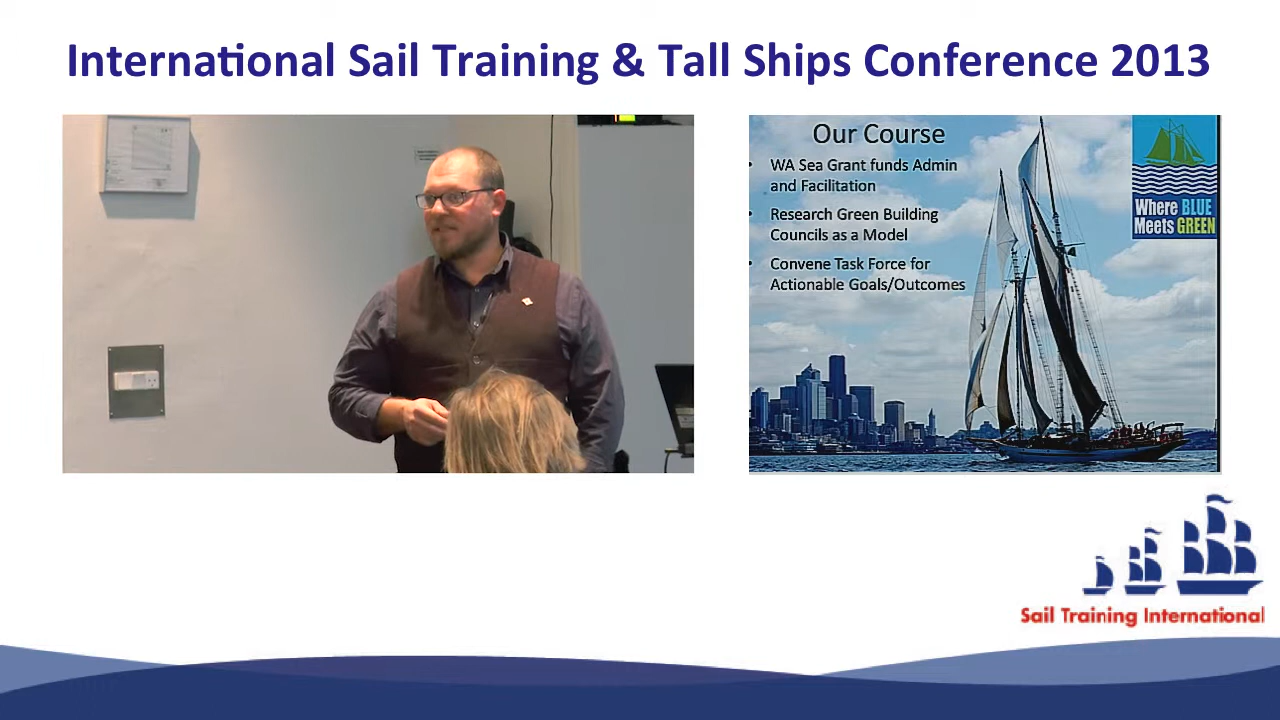 International Sail Training & Tall Ships Conference 2013
Our Course
• WA Sea Grant funds Admin
and Facilitation
• Research Green Building
Councils as a Model
• Convene Task Force for
Actionable Goals/Outcomes
Where BLUE
Meets GREEN
Sail Training International